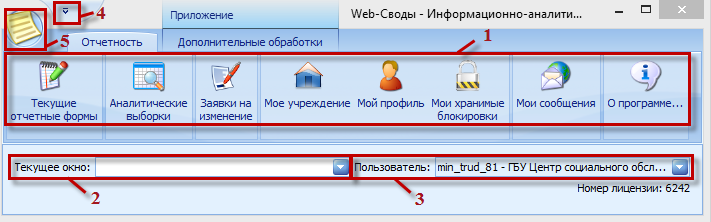 4
Приложение
Web-Своды - Информационно-аналити...
5
Отчетность
Дополнительные обработки
1
Текущие отчетные формы
Аналитические выборки
Заявки на изменение
Мое учреждение
Мой профиль
Мои хранимые блокировки
Мои сообщения
О программе...
Текущее окно:
Пользователь: min_trud_81 - ГБУ Центр социального обсл...
2
3
Номер лицензии: 6242